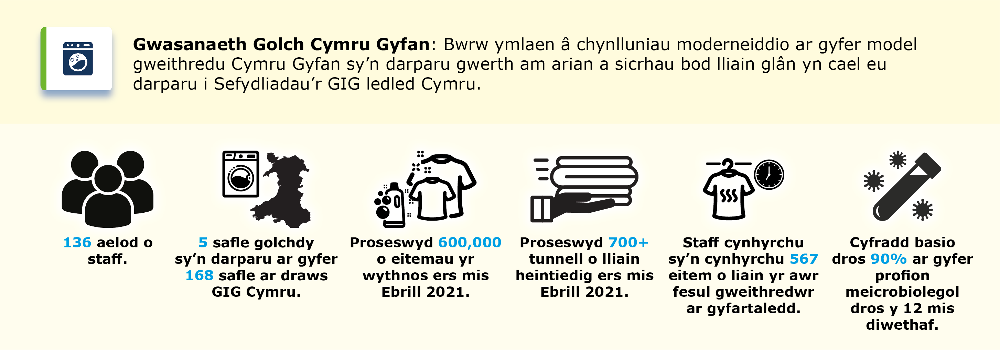 Gwasanaeth Golch Cymru Gyfan: Bwrw ymlaen â chynlluniau moderneiddio ar gyfer model
gweithredu Cymru Gyfan sy’n darparu gwerth am arian a sicrhau bod lliain glân yn cael eu
darparu i Sefydliadau’r GIG ledled Cymru.
136 aelod o
staff.
5 safle golchdy
sy’n darparu ar gyfer
168 safle ar draws
GIG Cymru.
Proseswyd 600,000
o eitemau yr
wythnos ers mis
Ebrill 2021.
Proseswyd 700+
tunnell o lliain
heintiedig ers mis
Ebrill 2021.
Staff cynhyrchu
sy’n cynhyrchu 567
eitem o liain yr awr
fesul gweithredwr
ar gyfartaledd.
Cyfradd basio
dros 90% ar gyfer
profion
meicrobiolegol
dros y 12 mis
diwethaf.